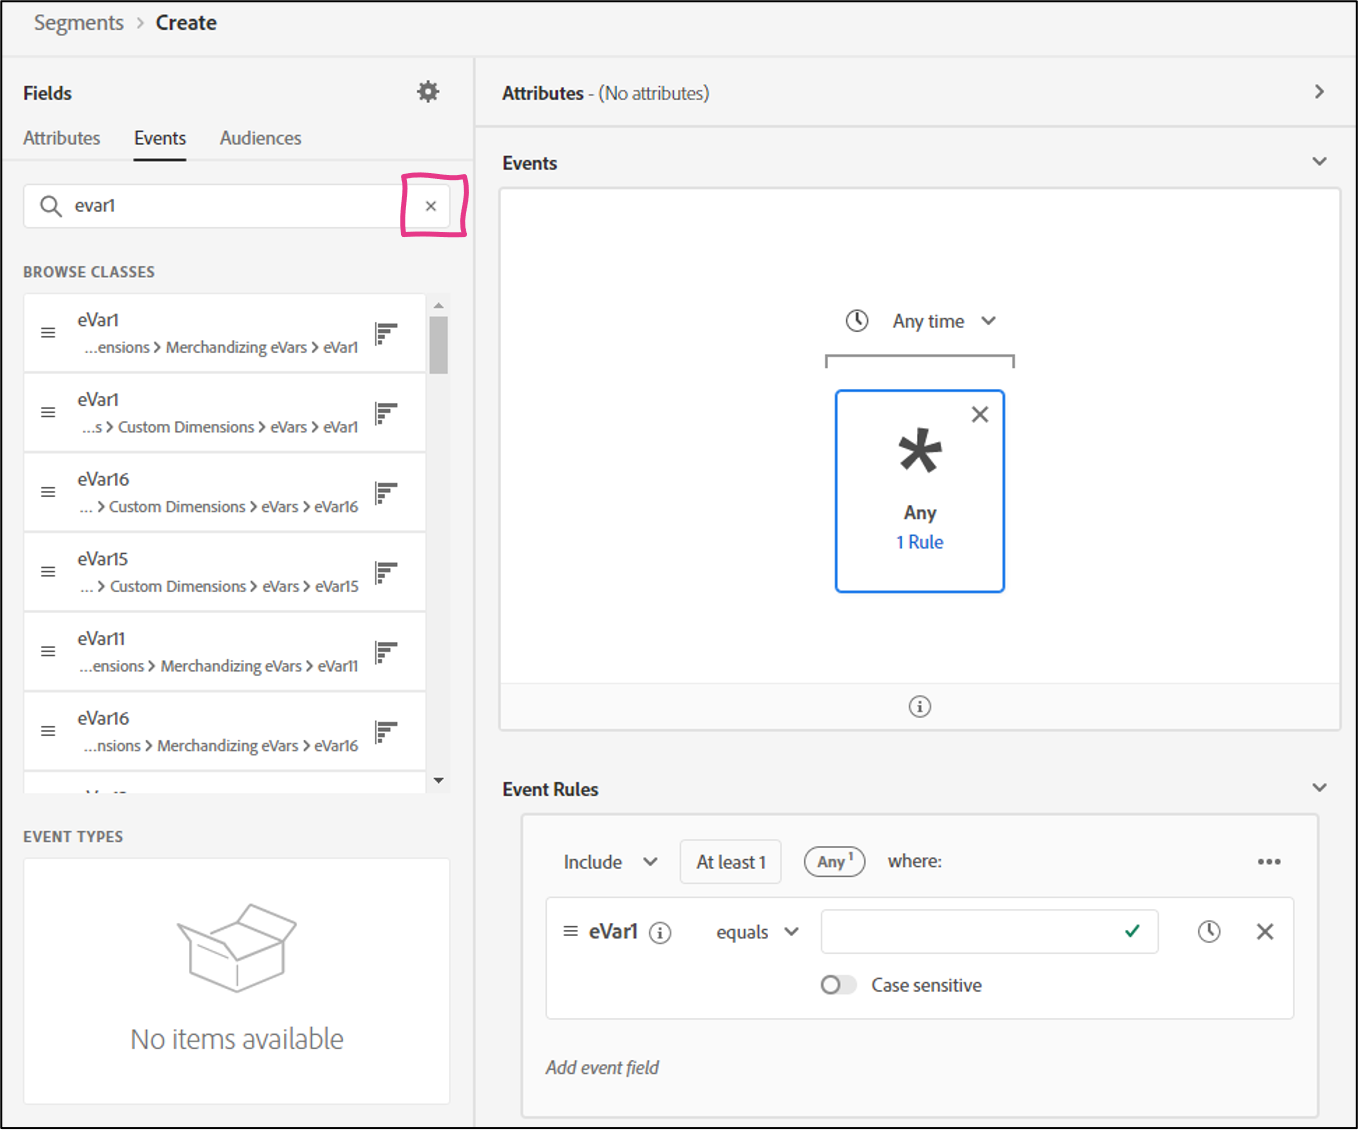 Segments > Create
Fields
Attributes Events Audiences
evar1
BROWSE CLASSES
eVar1
...ensions > Merchandizing eVars > eVar1
eVar1
...s > Custom Dimensions > eVars > eVar1
eVar16
... > Custom Dimensions > eVars > eVar16
eVar15
... > Custom Dimensions > eVars > eVar15
eVar11
...ensions > Merchandizing eVars > eVar11
eVar16
...nsions > Merchandizing eVars > eVar16
EVENT TYPES
No items available
Attributes - (No attributes)
Events
Any time
Any
1 Rule
Event Rules
Include At least 1 Any 1 where:
eVar1 equals
Case sensitive
Add event field